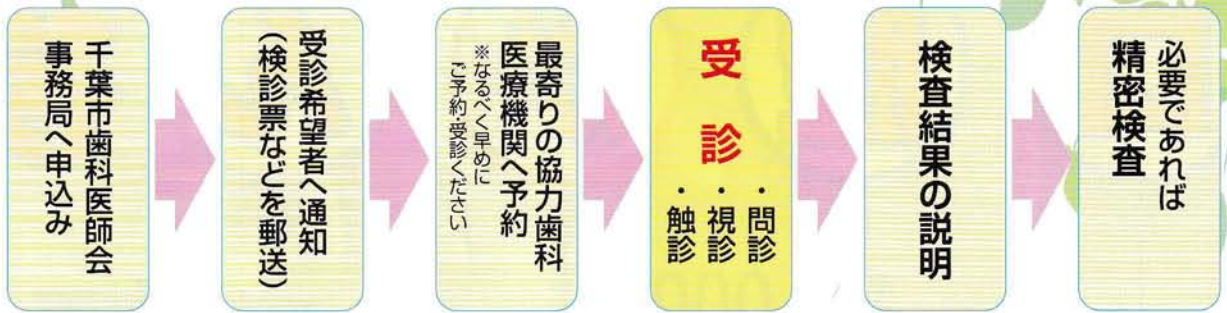 千葉市歯科医師会
事務局へ申込み
受診希望者へ通知
（検診票などを郵送）
最寄りの協力歯科
医療機関へ予約
※なるべく早めに
ご予約・受診ください
受診
・問診
・視診
・触診
検査結果の説明
必要であれば
精密検査